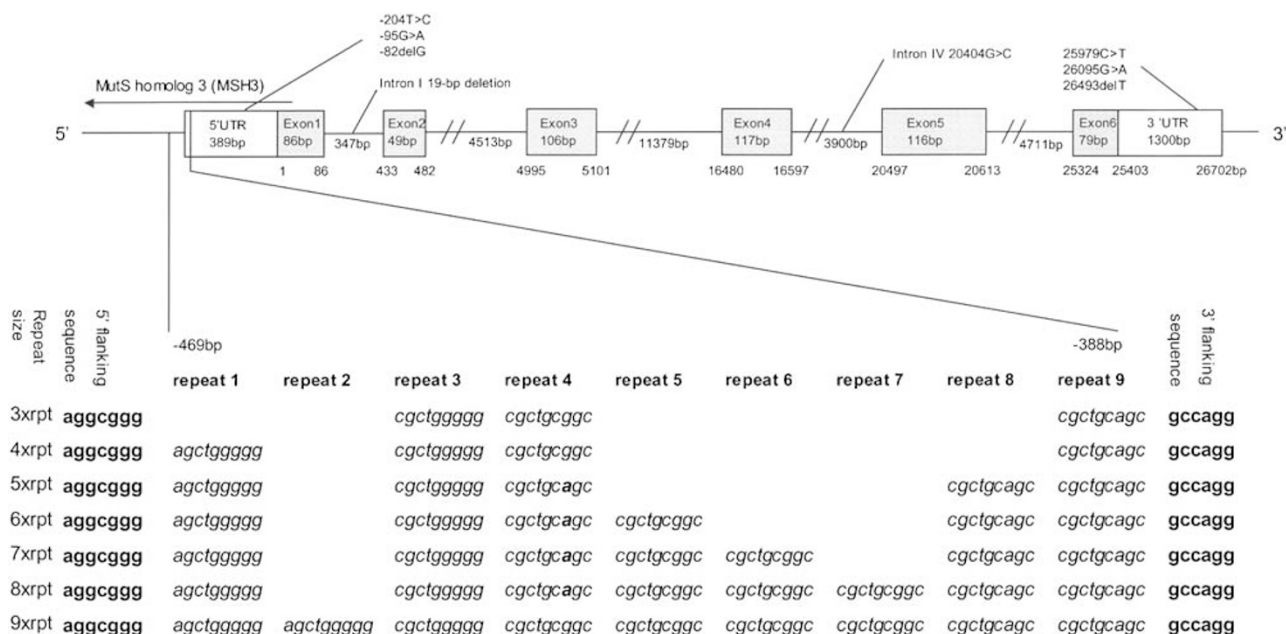 -204T>C
-95G>A
-82delG
MutS homolog 3 (MSH3)
Intron I 19-bp deletion
Intron IV 20404G>C
25979C>T
26095G>A
26493delT
5' 3'
5'UTR Exon1 Exon2 Exon3 Exon4 Exon5 Exon6 3 'UTR
389bp 86bp 347bp 49bp 4513bp 106bp 11379bp 117bp 3900bp 116bp 4711bp 79bp 1300bp
1 86 433 482 4995 5101 16480 16597 20497 20613 25324 25403 26702bp
Repeat size
5' flanking sequence
-469bp -388bp
3' flanking sequence
repeat 1 repeat 2 repeat 3 repeat 4 repeat 5 repeat 6 repeat 7 repeat 8 repeat 9
3xrpt aggcggg cgctggggg cgctgcggc cgctgcagc gccagg
4xrpt aggcggg agctggggg cgctggggg cgctgcggc cgctgcagc gccagg
5xrpt aggcggg agctggggg cgctggggg cgctgcagc cgctgcagc cgctgcagc gccagg
6xrpt aggcggg agctggggg cgctggggg cgctgcagc cgctgcggc cgctgcagc cgctgcagc gccagg
7xrpt aggcggg agctggggg cgctggggg cgctgcagc cgctgcggc cgctgcggc cgctgcagc cgctgcagc gccagg
8xrpt aggcggg agctggggg cgctggggg cgctgcagc cgctgcggc cgctgcggc cgctgcggc cgctgcagc cgctgcagc gccagg
9xrpt aggcggg agctggggg agctggggg cgctggggg cgctgcggc cgctgcggc cgctgcggc cgctgcggc cgctgcagc cgctgcagc gccagg